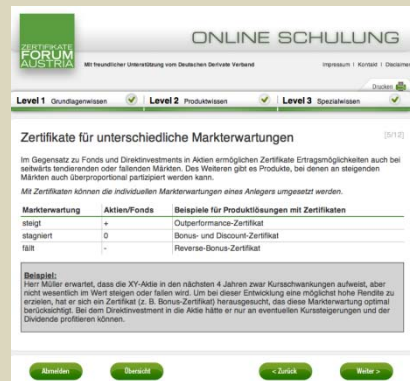 ZERTIFIKATE
FORUM
AUSTRIA
ONLINE SCHULUNG
Mit freundlicher Unterstützung vom Deutschen Derivate Verband
Impressum | Kontakt | Disclaimer
Drucken
Level 1 Grundlagenwissen
Level 2 Produktwissen
Level 3 Spezialwissen
Zertifikate für unterschiedliche Markterwartungen
[5/12]
Im Gegensatz zu Fonds und Direktinvestments in Aktien ermöglichen Zertifikate Ertragsmöglichkeiten auch bei
seitwärts tendierenden oder fallenden Märkten. Des Weiteren gibt es Produkte, bei denen an steigenden
Märkten auch überproportional partizipiert werden kann.
Mit Zertifikaten können die individuellen Markterwartungen eines Anlegers umgesetzt werden.
Markterwartung Aktien/Fonds Beispiele für Produktlösungen mit Zertifikaten
steigt + Outperformance-Zertifikat
stagniert 0 Bonus- und Discount-Zertifikat
fällt - Reverse-Bonus-Zertifikat
Beispiel:
Herr Müller erwartet, dass die XY-Aktie in den nächsten 4 Jahren zwar Kursschwankungen aufweist, aber
nicht wesentlich im Wert steigen oder fallen wird. Um bei dieser Entwicklung eine möglichst hohe Rendite zu
erzielen, hat er sich ein Zertifikat (z. B. Bonus-Zertifikat) herausgesucht, das diese Markterwartung optimal
berücksichtigt. Bei dem Direktinvestment in die Aktie hätte er nur an eventuellen Kurssteigerungen und der
Dividende profitieren können.
Abmelden
Übersicht
< Zurück
Weiter >